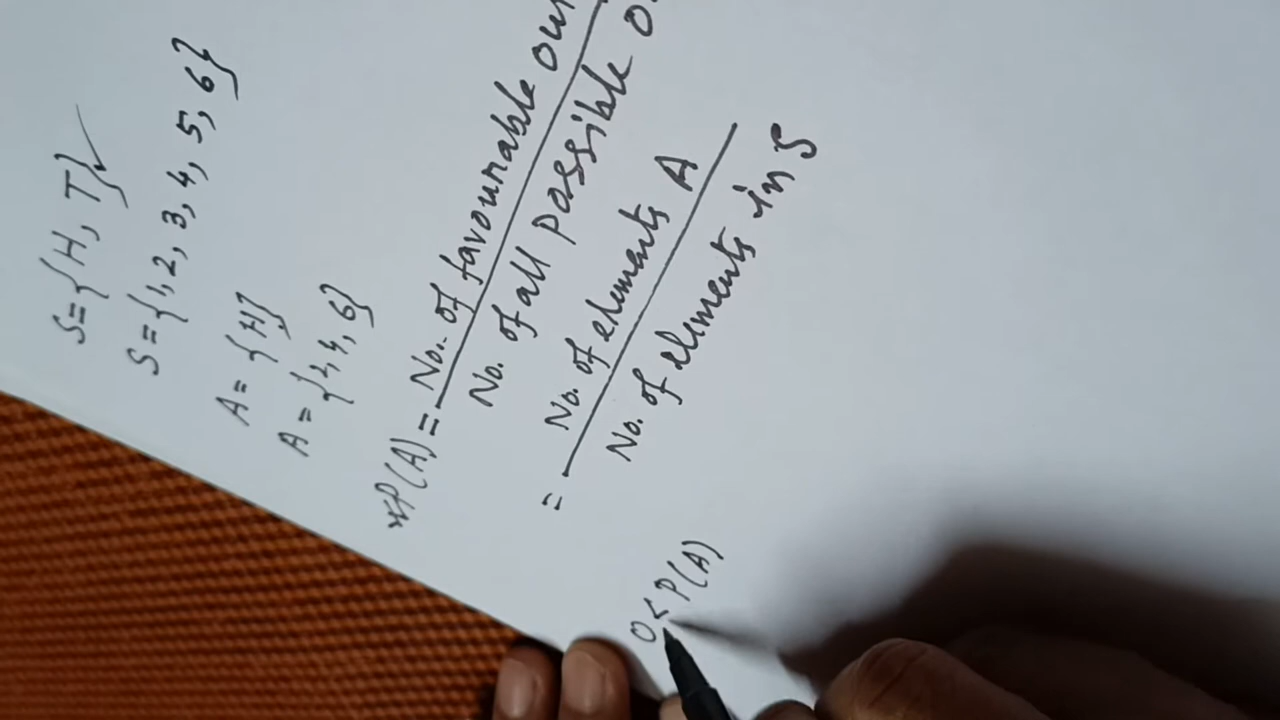 S={H, T}✓
S={1, 2, 3, 4, 5, 6}
A={H}
A={2, 4, 6}
*P(A)= No. of favourable
No. of all possible
= No. of elements A
No. of elements in S
0<P(A)